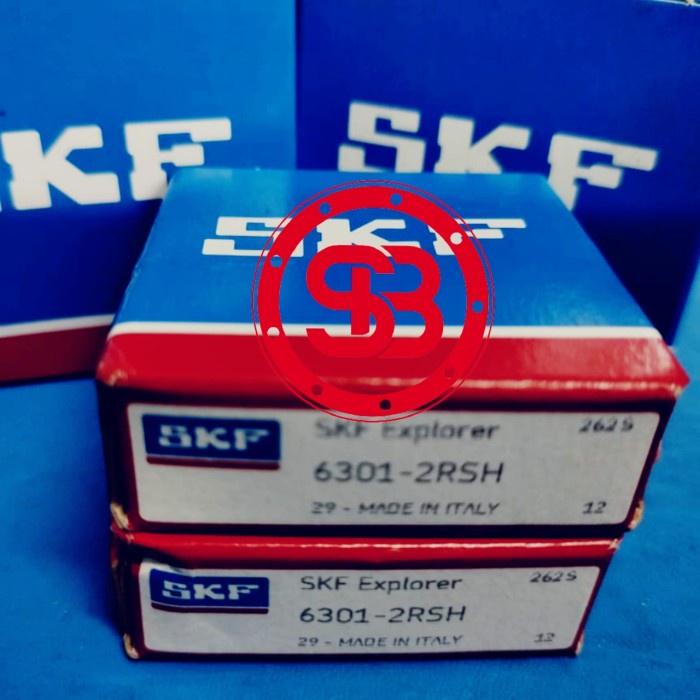 SKF
SKF
SKF
SB
SKF
SKF Explorer
262S
6301-2RSH
29 - MADE IN ITALY
12
SKF
SKF Explorer
262S
6301-2RSH
29 - MADE IN ITALY
12